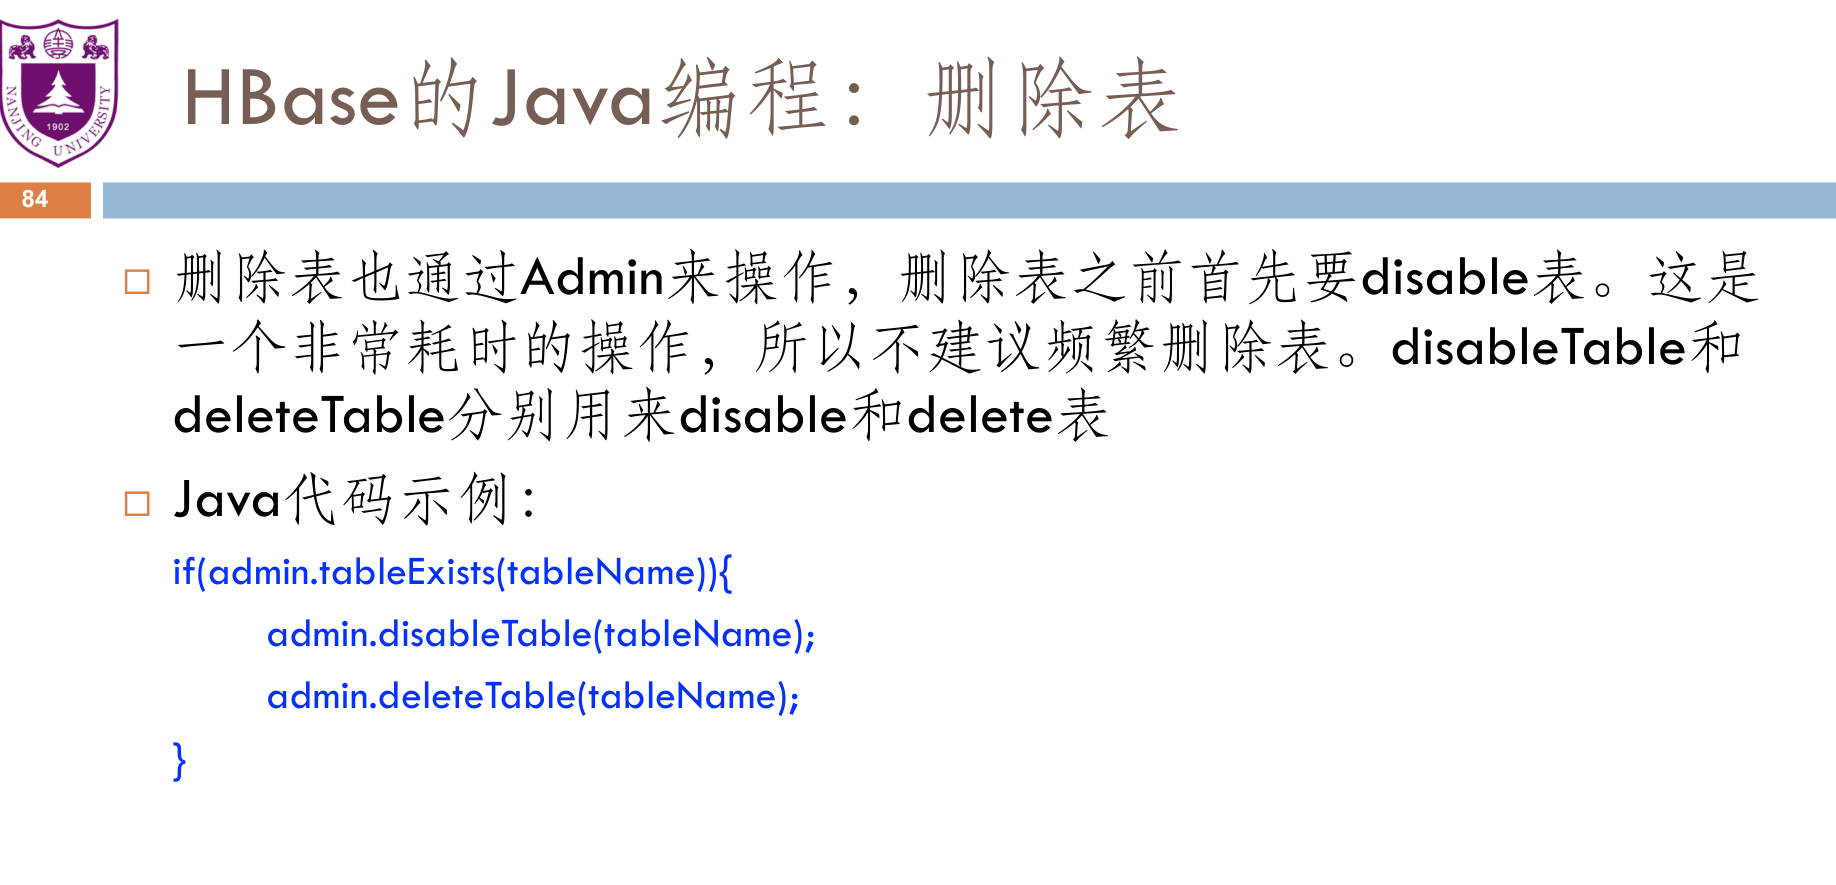 NANJING UNIVERSITY
1902
HBase的Java编程：删除表
84
删除表也通过Admin来操作，删除表之前首先要disable表。这是
一个非常耗时的操作，所以不建议频繁删除表。disableTable和
deleteTable分别用来disable和delete表
Java代码示例：
if(admin.tableExists(tableName)){
admin.disableTable(tableName);
admin.deleteTable(tableName);
}